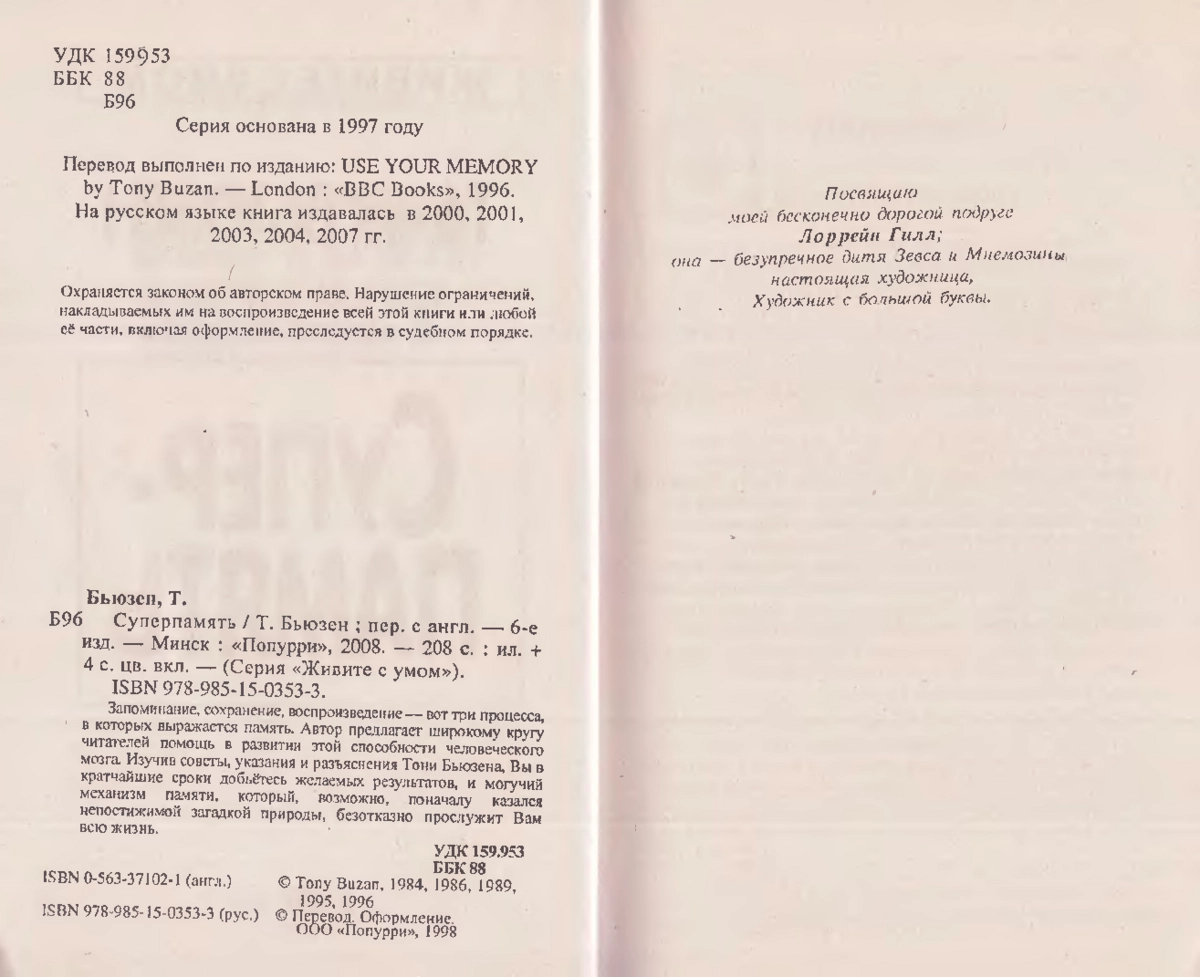 УДК 159953
ББК 88
Б96
Серия основана в 1997 году
Перевод выполнен по изданию: USE YOUR MEMORY
by Tony Buzan. — London : «BBC Books», 1996.
На русском языке книга издавалась в 2000, 2001,
2003, 2004, 2007 гг.
Охраняется законом об авторском праве. Нарушение ограничений,
накладываемых им на воспроизведение всей этой книги или любой
её части, включая оформление, преследуется в судебном порядке.
Бьюзен, Т.
Б96 Суперпамять / Т. Бьюзен ; пер. с англ. — 6-е
изд. — Минск : «Попурри», 2008. — 208 с. : ил. +
4 с. цв. вкл. — (Серия «Живите с умом»).
ISBN 978-985-15-0353-3.
Запоминание, сохранение, воспроизведение — вот три процесса,
в которых выражается память. Автор предлагает широкому кругу
читателей помощь в развитии этой способности человеческого
мозга. Изучив советы, указания и разъяснения Тони Бьюзена, Вы в
кратчайшие сроки добьётесь желаемых результатов, и могучий
механизм памяти, который, возможно, поначалу казался
непостижимой загадкой природы, безотказно прослужит Вам
всю жизнь.
УДК 159.953
ББК 88
ISBN 0-563-37102-1 (англ.) © Tony Buzan, 1984, 1986, 1989,
1995, 1996
ISBN 978-985-15-0353-3 (рус.) © Перевод. Оформление.
ООО «Попурри», 1998
Посвящаю
моей бесконечно дорогой подруге
Лоррейн Гилл;
она — безупречное дитя Зевса и Мнемозины
настоящая художница,
Художник с большой буквы.